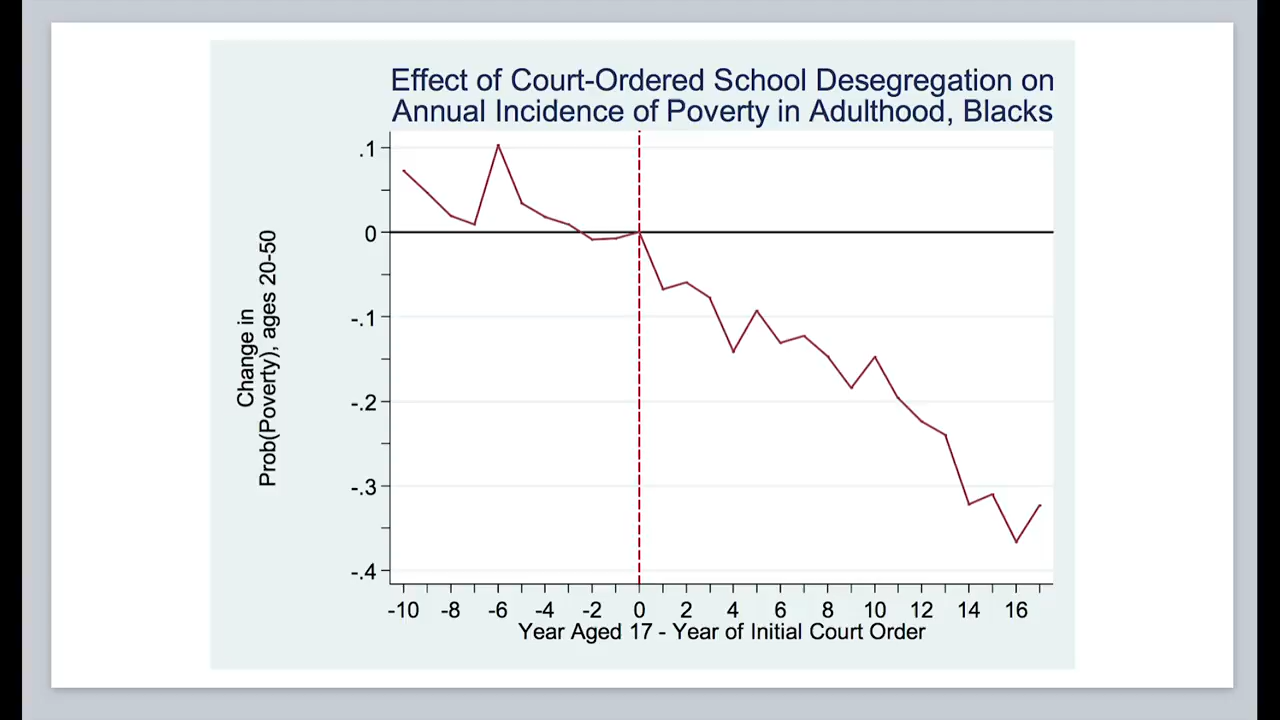 Effect of Court-Ordered School Desegregation on
Annual Incidence of Poverty in Adulthood, Blacks
Change in
Prob(Poverty), ages 20-50
.1
0
-.1
-.2
-.3
-.4
-10 -8 -6 -4 -2 0 2 4 6 8 10 12 14 16
Year Aged 17 - Year of Initial Court Order